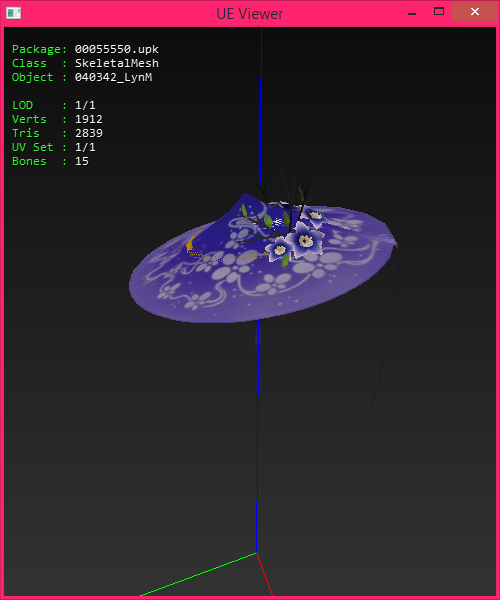 UE Viewer
Package: 00055550.upk
Class  : SkeletalMesh
Object : 040342_LynM
LOD    : 1/1
Verts  : 1912
Tris   : 2839
UV Set : 1/1
Bones  : 15